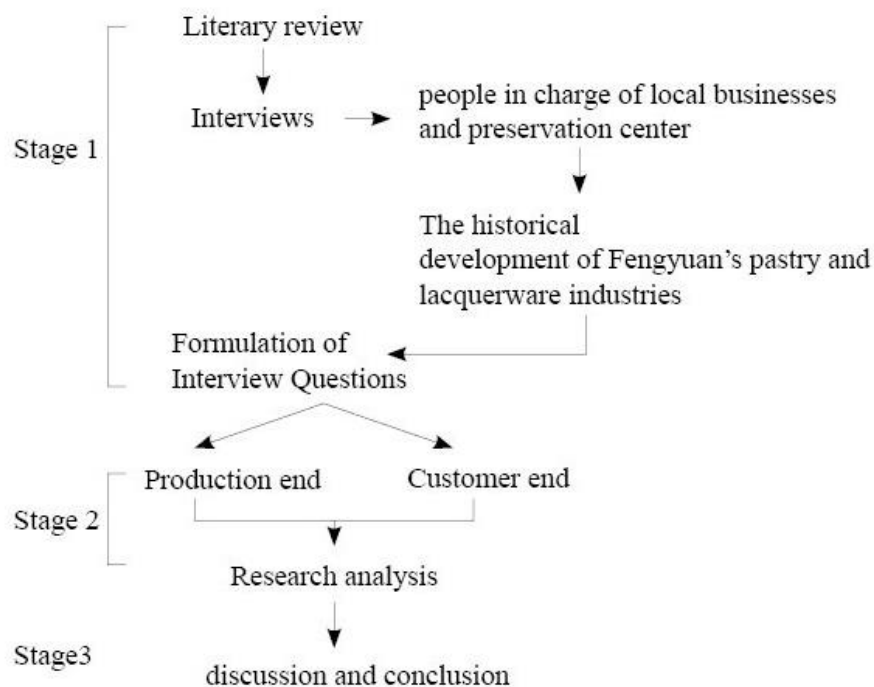 Literary review
Interviews
people in charge of local businesses
and preservation center
Stage 1
The historical
development of Fengyuan’s pastry and
lacquerware industries
Formulation of
Interview Questions
Production end
Customer end
Stage 2
Research analysis
Stage3
discussion and conclusion